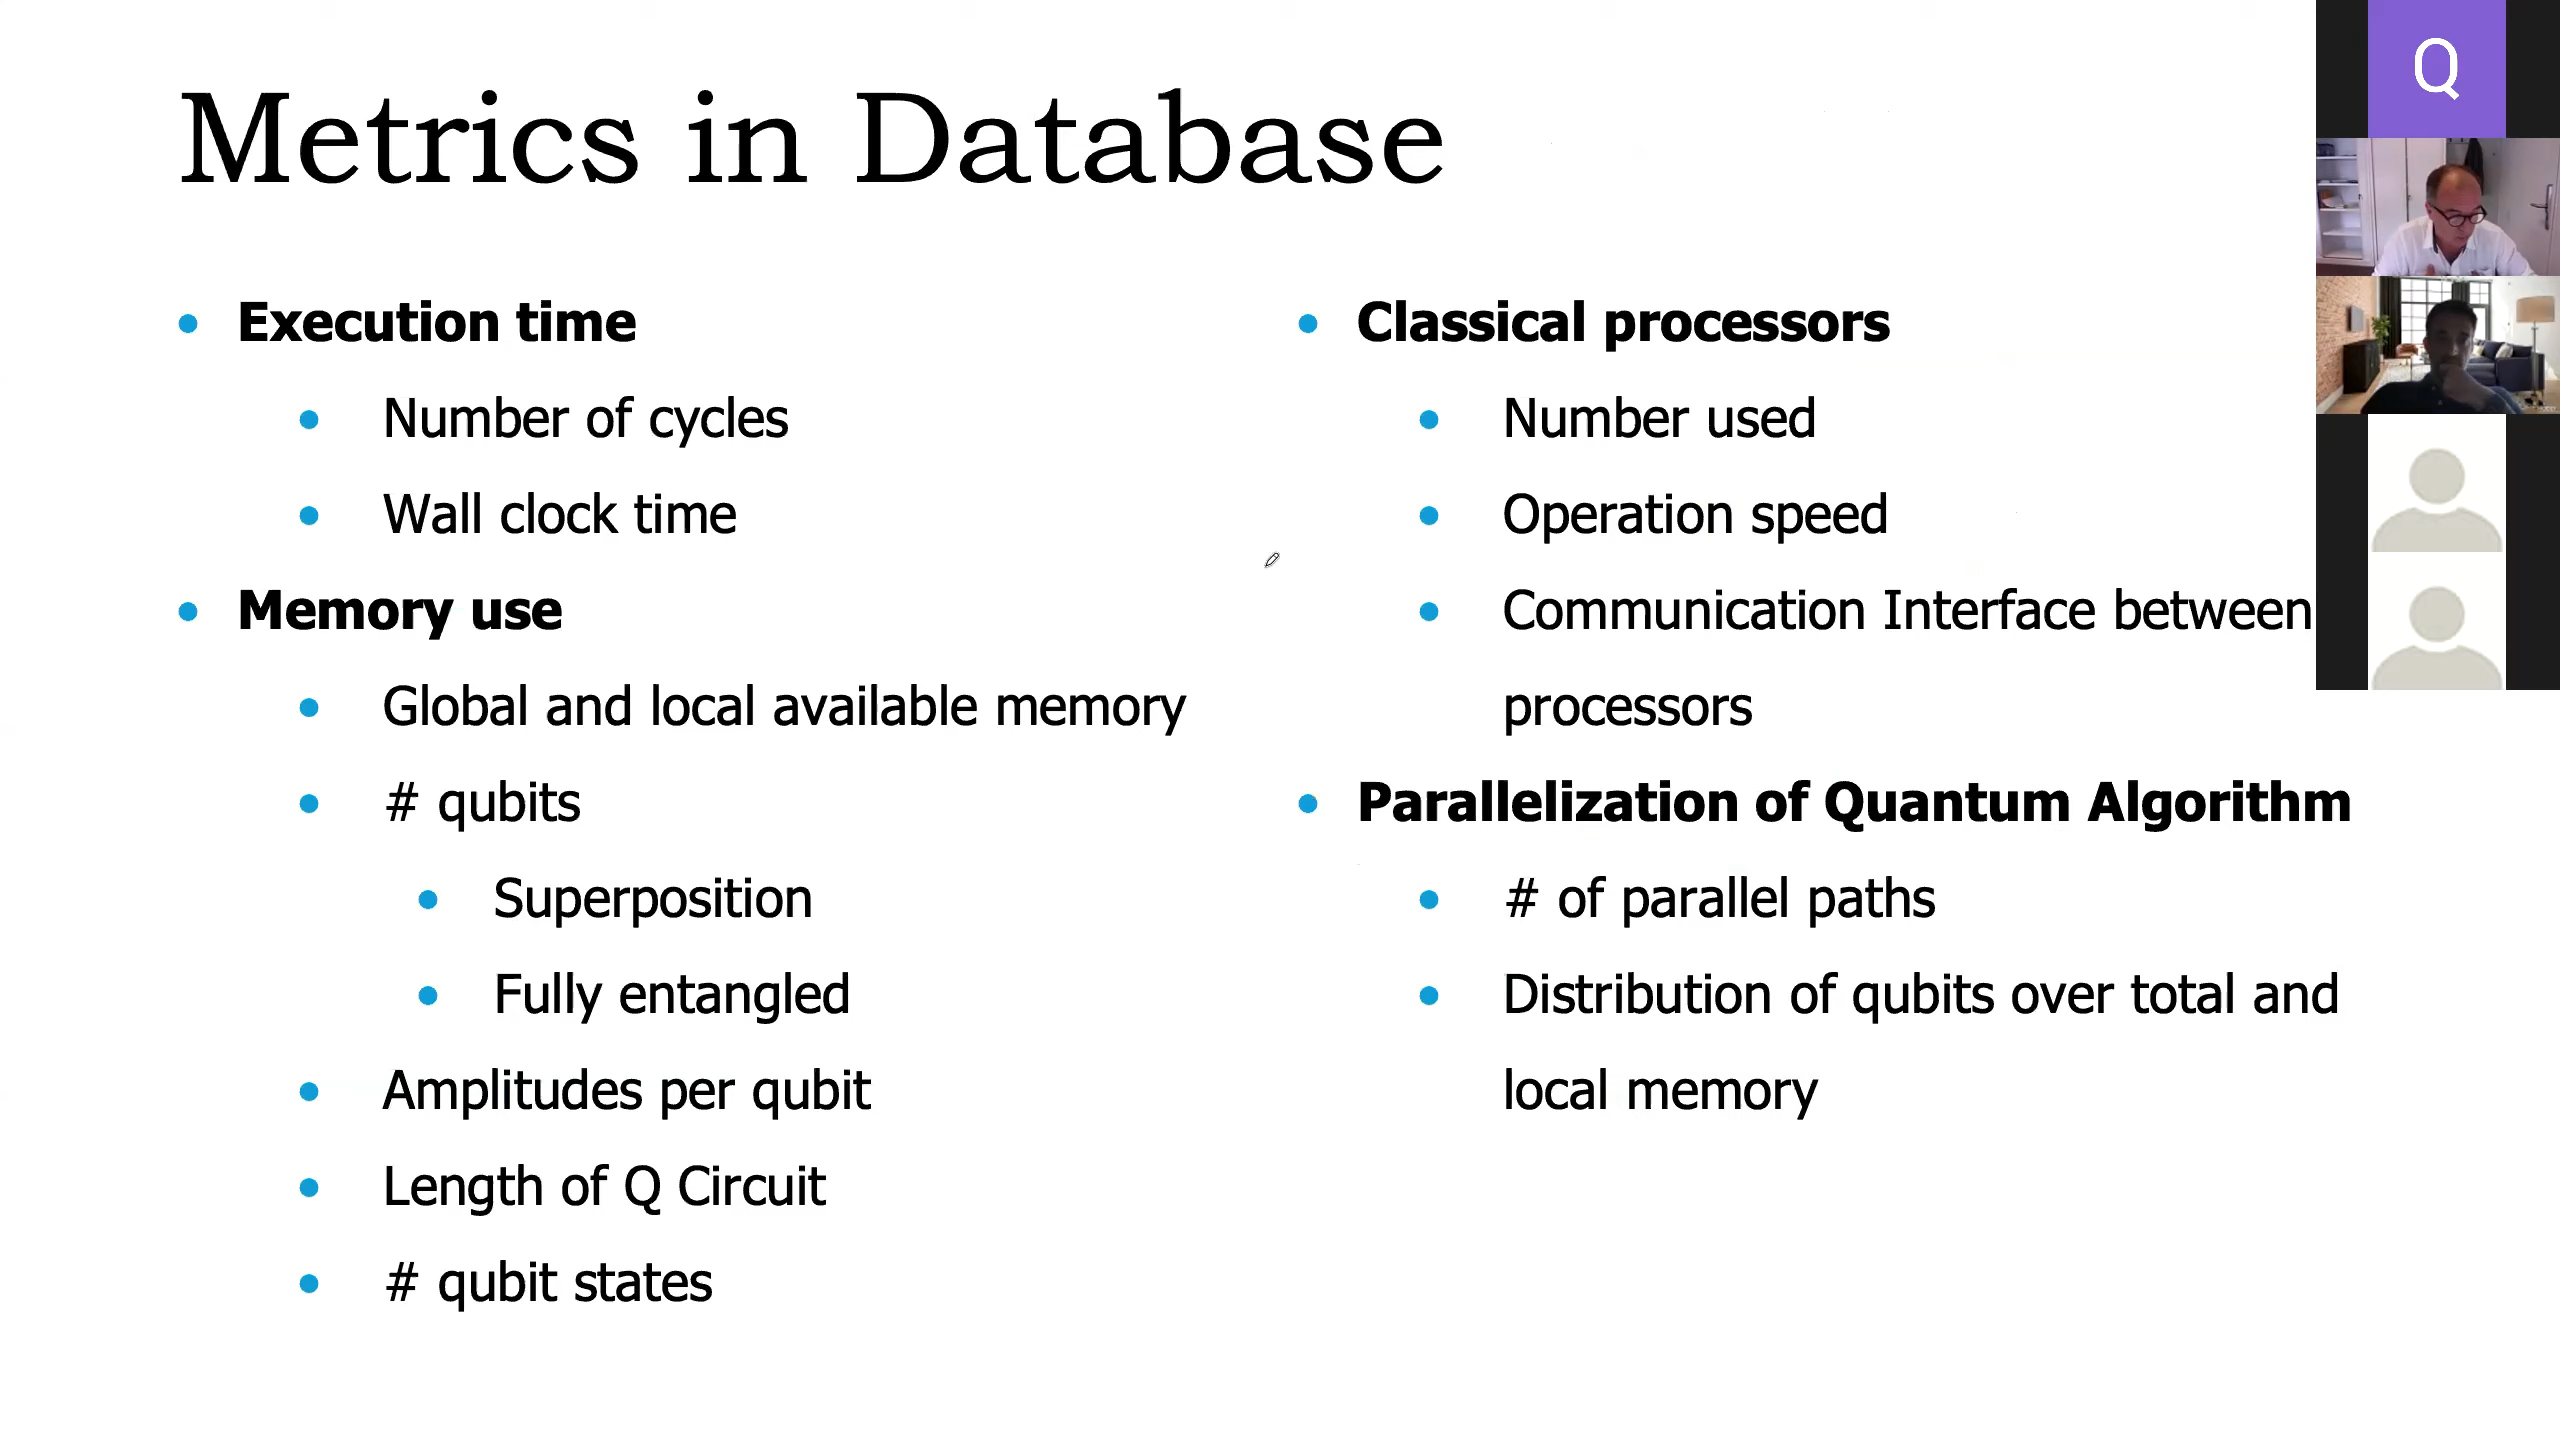 Metrics in Database
Execution time
Number of cycles
Wall clock time
Memory use
Global and local available memory
# qubits
Superposition
Fully entangled
Amplitudes per qubit
Length of Q Circuit
# qubit states
Classical processors
Number used
Operation speed
Communication Interface between
processors
Parallelization of Quantum Algorithm
# of parallel paths
Distribution of qubits over total and
local memory
Q